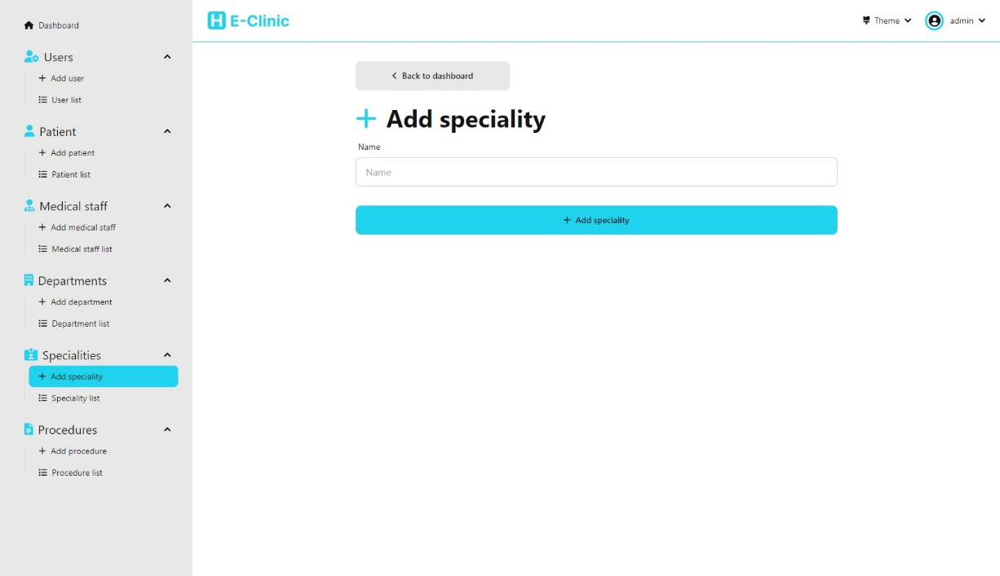 Dashboard
Users
Add user
User list
Patient
Add patient
Patient list
Medical staff
Add medical staff
Medical staff list
Departments
Add department
Department list
Specialities
Add speciality
Speciality list
Procedures
Add procedure
Procedure list
H E-Clinic
Theme
admin
Back to dashboard
Add speciality
Name
Name
Add speciality